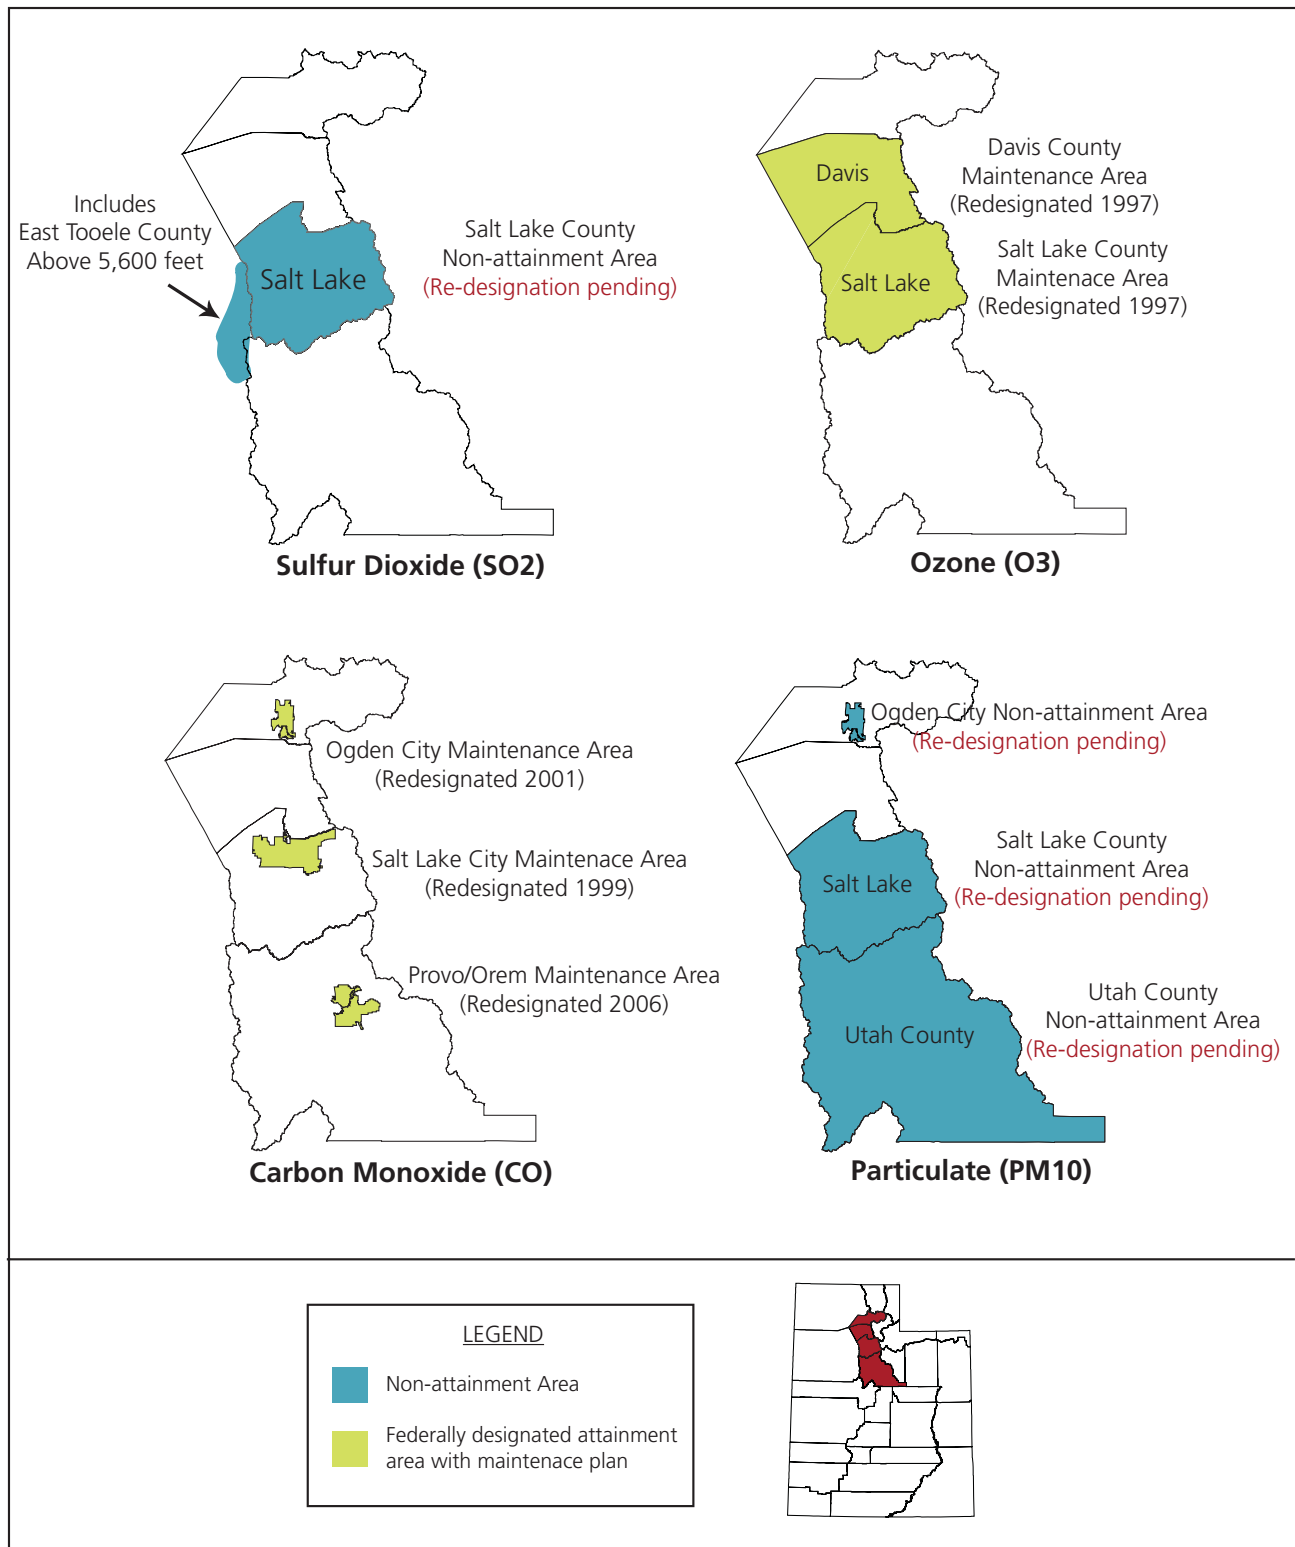 Includes
East Tooele County
Above 5,600 feet
Salt Lake
Salt Lake County
Non-attainment Area
(Re-designation pending)
Sulfur Dioxide (SO2)
Davis
Salt Lake
Davis County
Maintenance Area
(Redesignated 1997)
Salt Lake County
Maintenace Area
(Redesignated 1997)
Ozone (O3)
Ogden City Maintenance Area
(Redesignated 2001)
Salt Lake City Maintenace Area
(Redesignated 1999)
Provo/Orem Maintenance Area
(Redesignated 2006)
Carbon Monoxide (CO)
Ogden City Non-attainment Area
(Re-designation pending)
Salt Lake
Salt Lake County
Non-attainment Area
(Re-designation pending)
Utah County
Utah County
Non-attainment Area
(Re-designation pending)
Particulate (PM10)
LEGEND
Non-attainment Area
Federally designated attainment
area with maintenace plan